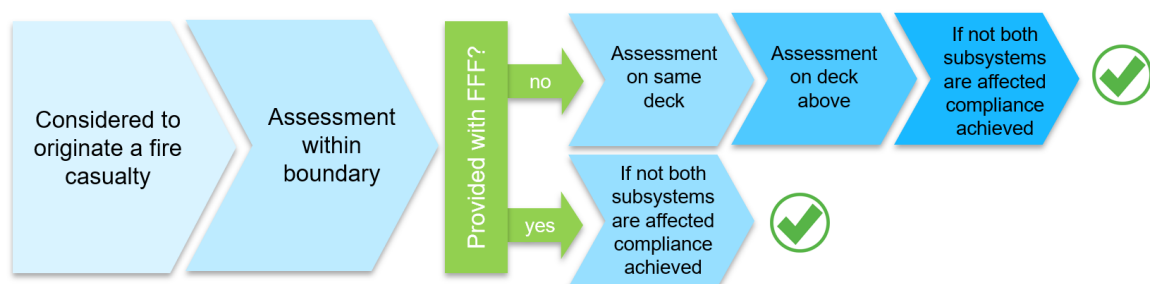 Considered to
originate a fire
casualty
Assessment
within
boundary
Provided with FFF?
no
Assessment
on same
deck
Assessment
on deck
above
If not both
subsystems
are affected
compliance
achieved
yes
If not both
subsystems
are affected
compliance
achieved